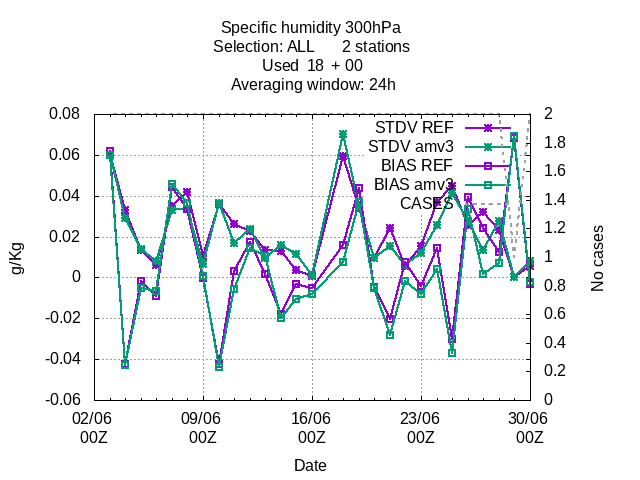 Specific humidity 300hPa
Selection: ALL 2 stations
Used 18 + 00
Averaging window: 24h
g/Kg
0.08
0.06
0.04
0.02
0
-0.02
-0.04
-0.06
STDV REF
STDV amv3
BIAS REF
BIAS amv3
CASES
2
1.8
1.6
1.4
1.2
1
0.8
0.6
0.4
0.2
0
No cases
02/06 09/06 16/06 23/06 30/06
00Z 00Z 00Z 00Z 00Z
Date